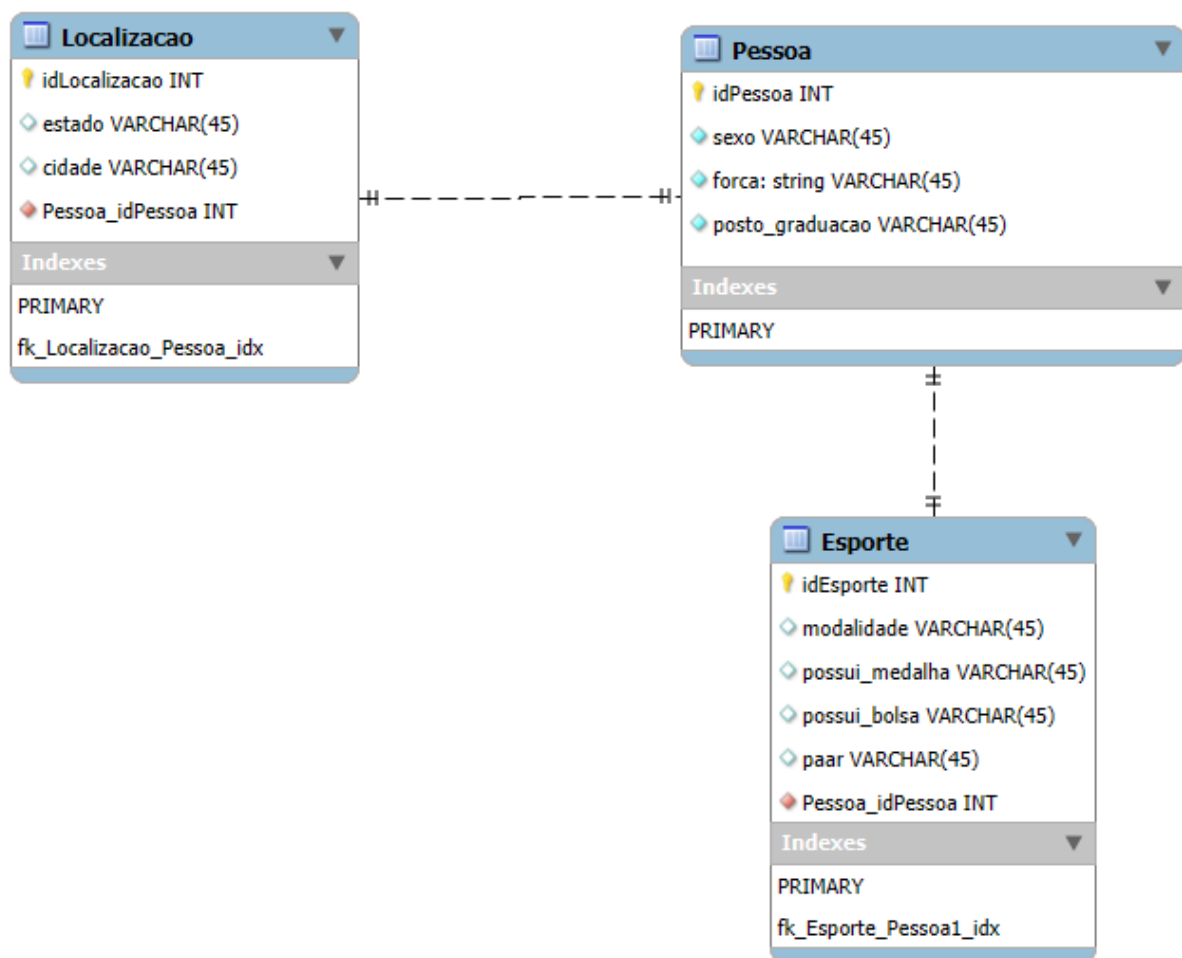 Localizacao
idLocalizacao INT
estado VARCHAR(45)
cidade VARCHAR(45)
Pessoa_idPessoa INT
Indexes
PRIMARY
fk_Localizacao_Pessoa_idx
Pessoa
idPessoa INT
sexo VARCHAR(45)
forca: string VARCHAR(45)
posto_graduacao VARCHAR(45)
Indexes
PRIMARY
Esporte
idEsporte INT
modalidade VARCHAR(45)
possui_medalha VARCHAR(45)
possui_bolsa VARCHAR(45)
paar VARCHAR(45)
Pessoa_idPessoa INT
Indexes
PRIMARY
fk_Esporte_Pessoa1_idx